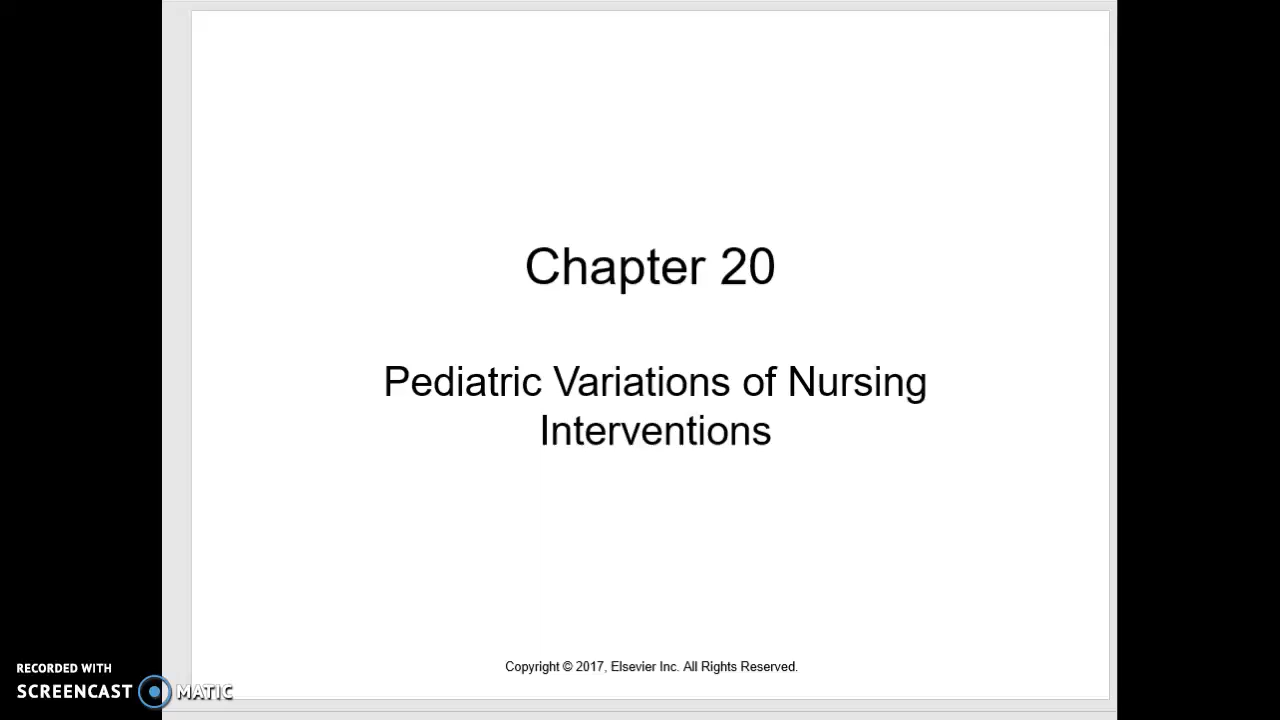 Chapter 20
Pediatric Variations of Nursing
Interventions
Copyright © 2017, Elsevier Inc. All Rights Reserved.
RECORDED WITH
SCREENCAST MATIC